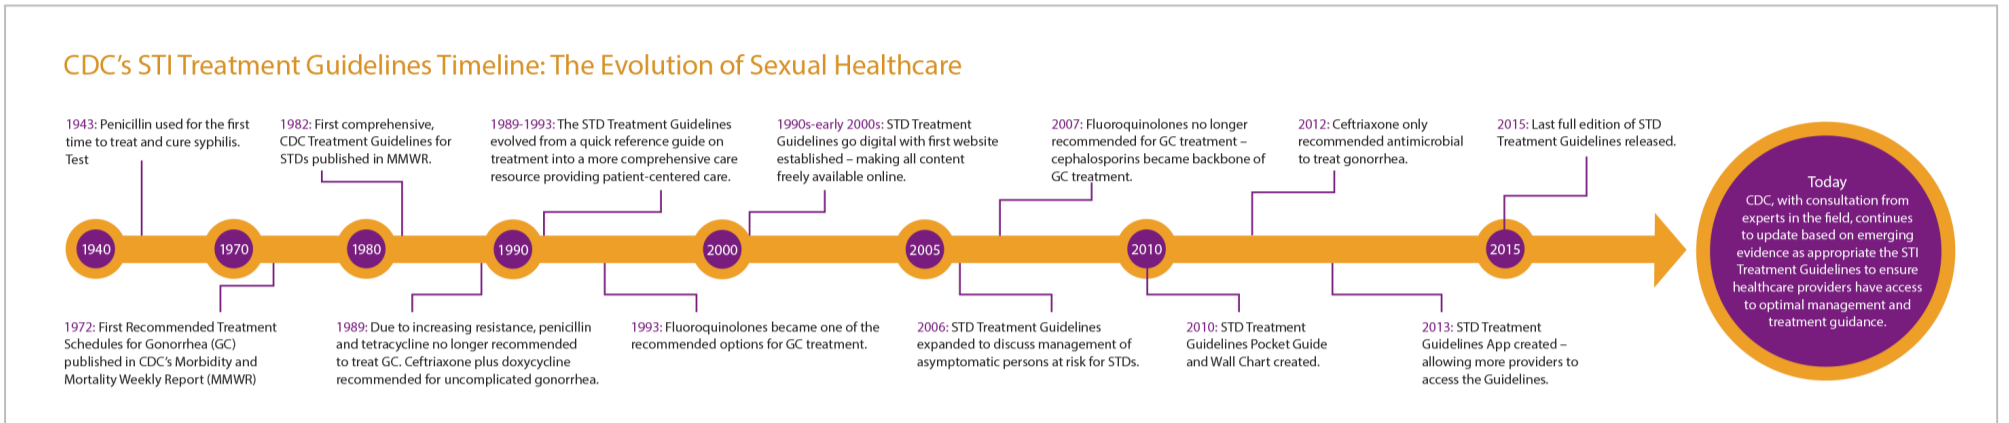 CDC's STI Treatment Guidelines Timeline: The Evolution of Sexual Healthcare
1943: Penicillin used for the first
time to treat and cure syphilis.
Test
1982: First comprehensive,
CDC Treatment Guidelines for
STDs published in MMWR.
1989-1993: The STD Treatment Guidelines
evolved from a quick reference guide on
treatment into a more comprehensive care
resource providing patient-centered care.
1990s-early 2000s: STD Treatment
Guidelines go digital with first website
established – making all content
freely available online.
2007: Fluoroquinolones no longer
recommended for GC treatment –
cephalosporins became backbone of
GC treatment.
2012: Ceftriaxone only
recommended antimicrobial
to treat gonorrhea.
2015: Last full edition of STD
Treatment Guidelines released.
1940
1970
1980
1990
2000
2005
2010
2015
1972: First Recommended Treatment
Schedules for Gonorrhea (GC)
published in CDC's Morbidity and
Mortality Weekly Report (MMWR)
1989: Due to increasing resistance, penicillin
and tetracycline no longer recommended
to treat GC. Ceftriaxone plus doxycycline
recommended for uncomplicated gonorrhea.
1993: Fluoroquinolones became one of the
recommended options for GC treatment.
2006: STD Treatment Guidelines
expanded to discuss management of
asymptomatic persons at risk for STDs.
2010: STD Treatment
Guidelines Pocket Guide
and Wall Chart created.
2013: STD Treatment
Guidelines App created –
allowing more providers to
access the Guidelines.
Today
CDC, with consultation from
experts in the field, continues
to update based on emerging
evidence as appropriate the STI
Treatment Guidelines to ensure
healthcare providers have access
to optimal management and
treatment guidance.